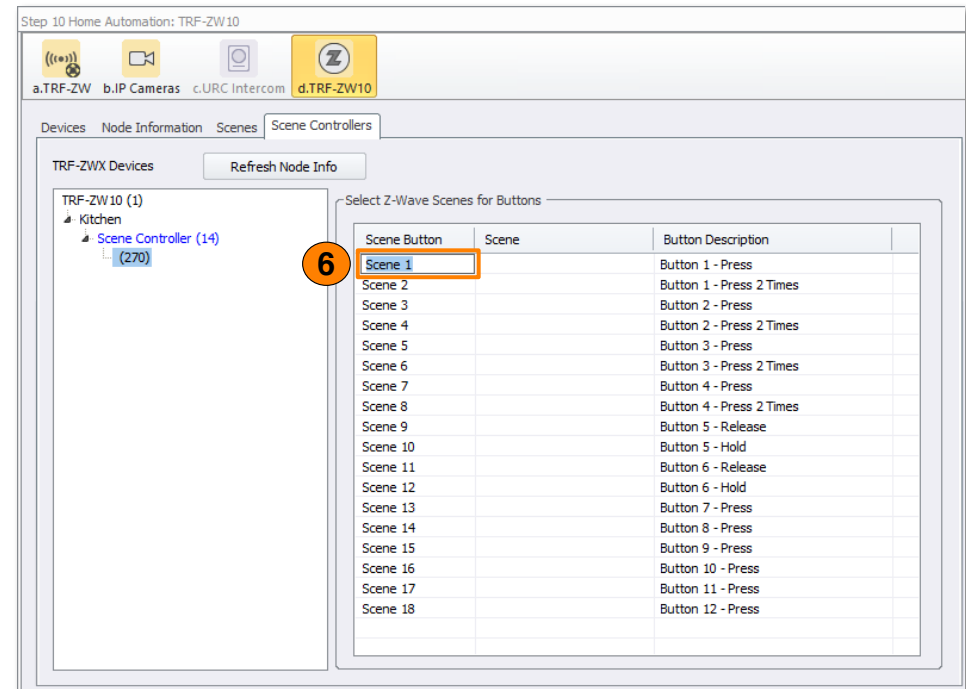 Step 10 Home Automation: TRF-ZW10
Z
a.TRF-ZW b.IP Cameras c.URC Intercom d.TRF-ZW10
Devices Node Information Scenes Scene Controllers
TRF-ZWX Devices Refresh Node Info
TRF-ZW10 (1)
Kitchen
Scene Controller (14)
(270)
Select Z-Wave Scenes for Buttons
Scene Button Scene Button Description
6
Scene 1 Button 1 - Press
Scene 2 Button 1 - Press 2 Times
Scene 3 Button 2 - Press
Scene 4 Button 2 - Press 2 Times
Scene 5 Button 3 - Press
Scene 6 Button 3 - Press 2 Times
Scene 7 Button 4 - Press
Scene 8 Button 4 - Press 2 Times
Scene 9 Button 5 - Release
Scene 10 Button 5 - Hold
Scene 11 Button 6 - Release
Scene 12 Button 6 - Hold
Scene 13 Button 7 - Press
Scene 14 Button 8 - Press
Scene 15 Button 9 - Press
Scene 16 Button 10 - Press
Scene 17 Button 11 - Press
Scene 18 Button 12 - Press